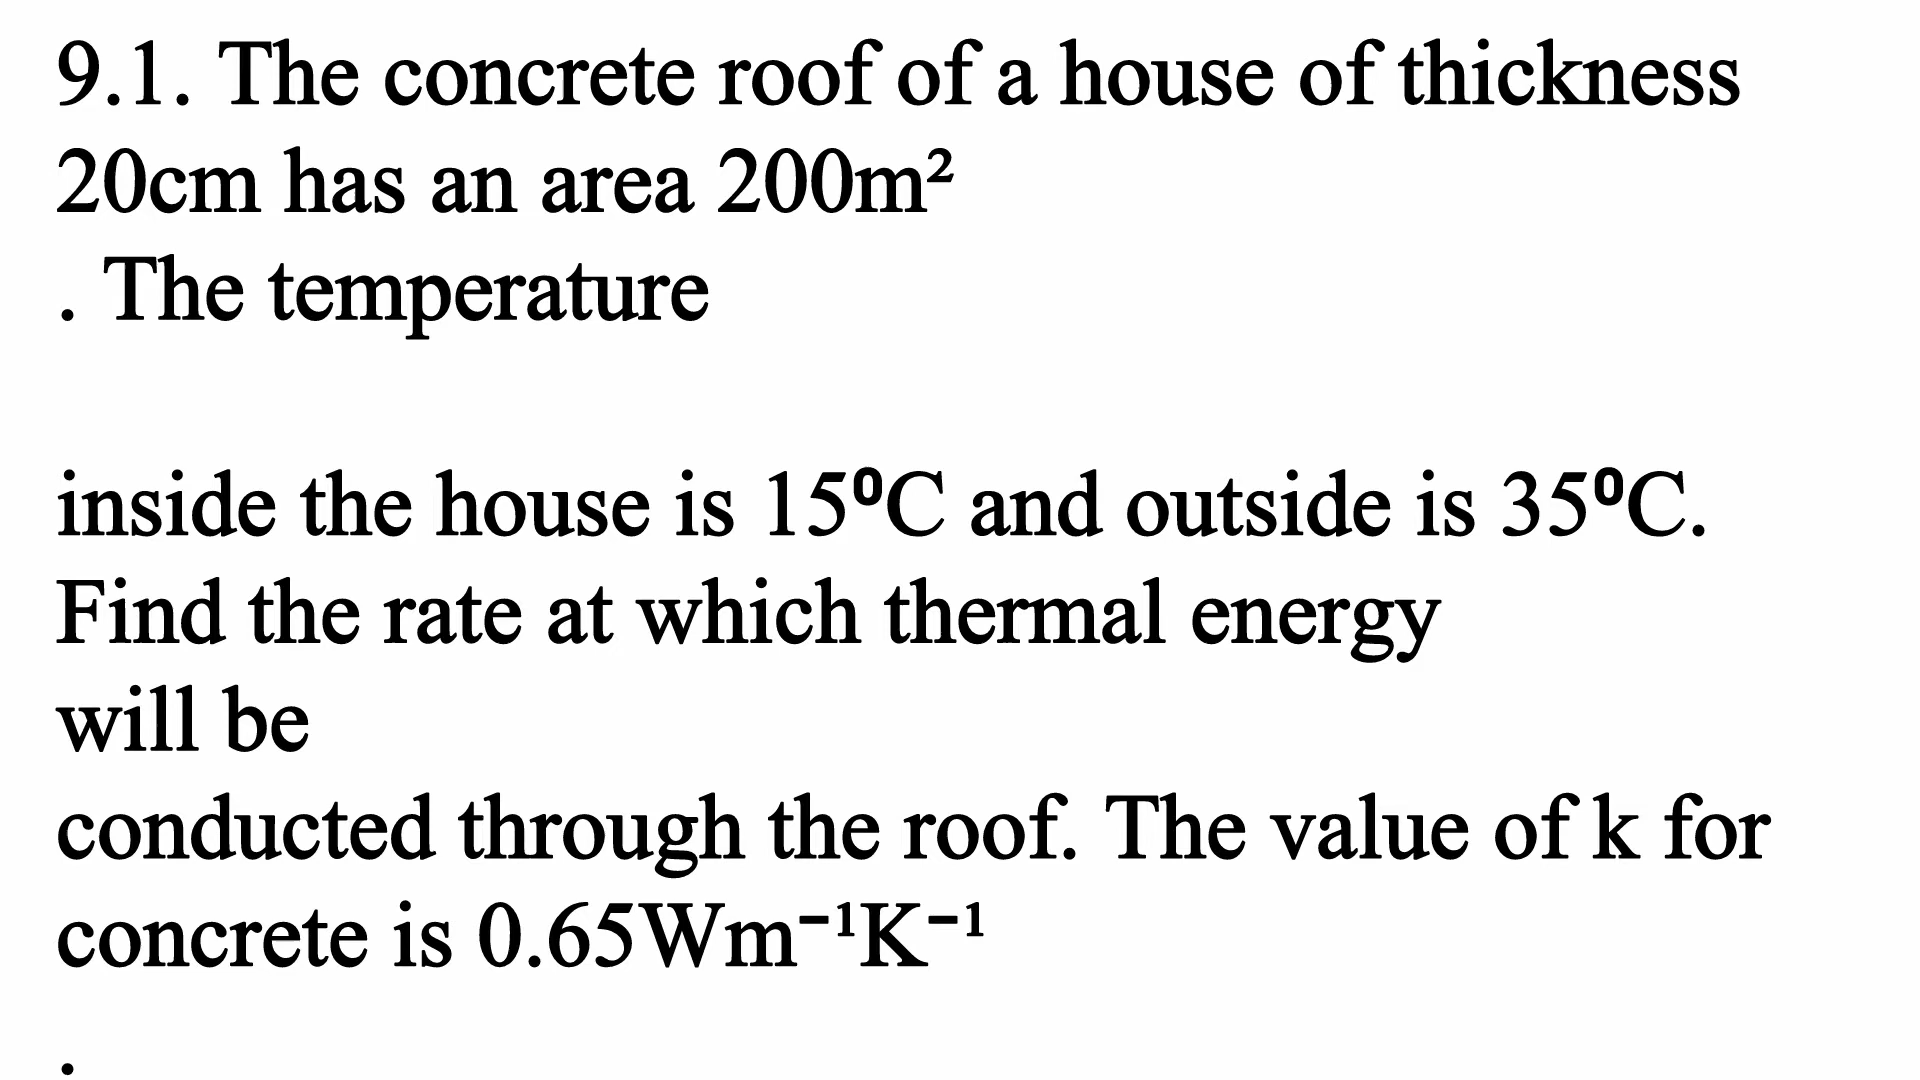 9.1. The concrete roof of a house of thickness
20cm has an area 200m²
. The temperature
inside the house is 15⁰C and outside is 35⁰C.
Find the rate at which thermal energy
will be
conducted through the roof. The value of k for
concrete is 0.65Wm⁻¹K⁻¹
.